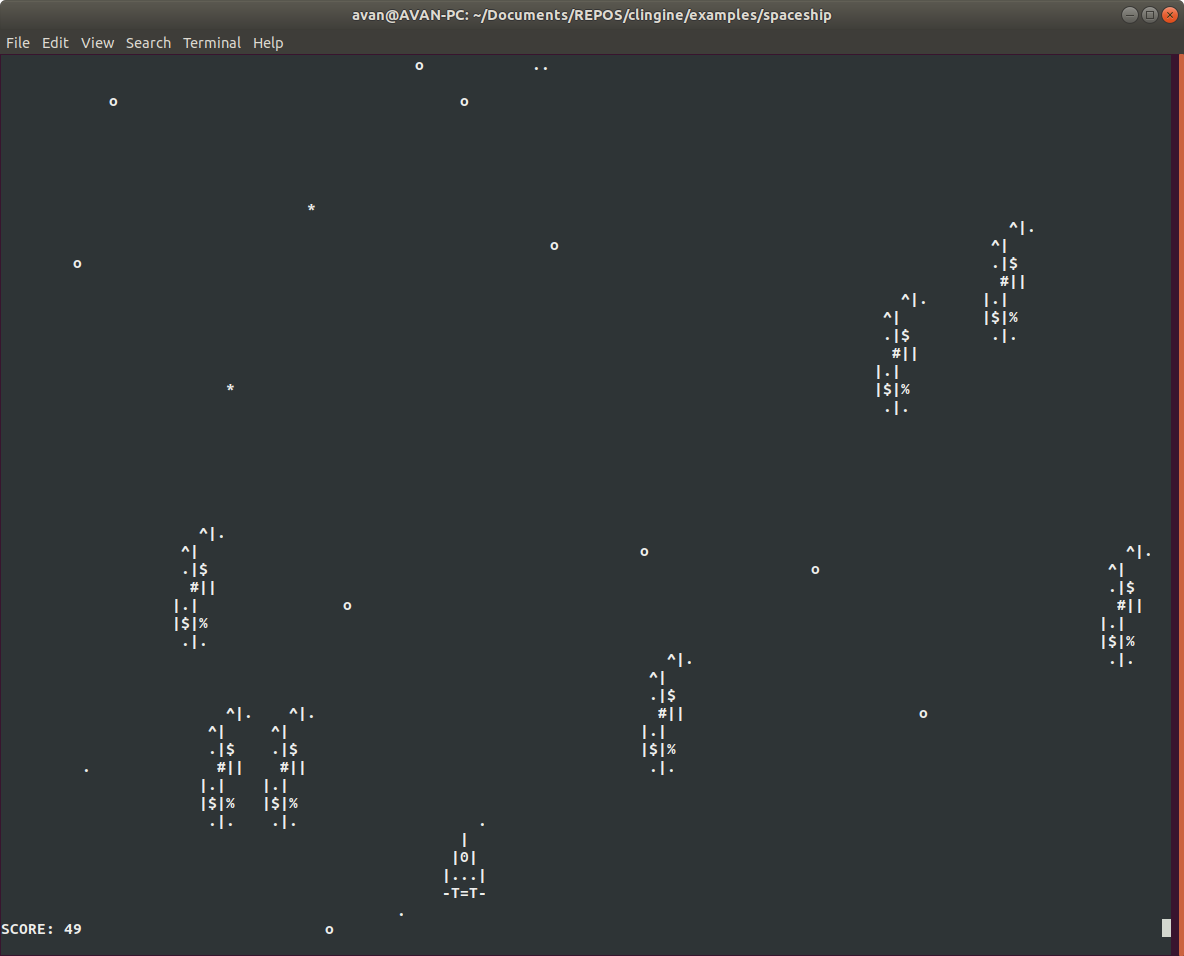 avan@AVAN-PC: ~/Documents/REPOS/clingine/examples/spaceship
File Edit View Search Terminal Help
                                              o            ..
            o                                      o
                                  *
                                                                                                                ^|.
                                                             o                                                ^|
        o                                                                                                     .|$
                                                                                                               #||
                                                                                                    ^|.      |.|
                                                                                                  ^|         |$|%
                                                                                                  .|$         .|.
                                                                                                   #||
                                                                                                 |.|
                         *                                                                       |$|%
                                                                                                  .|.
                      ^|.
                    ^|                                                 o                                                     ^|.
                    .|$                                                                   o                                ^|
                     #||                                                                                                   .|$
                   |.|                o                                                                                     #||
                   |$|%                                                                                                   |.|
                    .|.                                                                                                   |$|%
                                                                          ^|.                                              .|.
                                                                        ^|
                                                                        .|$
                         ^|.    ^|.                                      #||                          o
                       ^|     ^|                                       |.|
                       .|$    .|$                                      |$|%
         .              #||    #||                                      .|.
                      |.|    |.|
                      |$|%   |$|%
                       .|.    .|.                    .
                                                   |
                                                  |0|
                                                 |...|
                                                 -T=T-
                                            .
SCORE: 49                           o